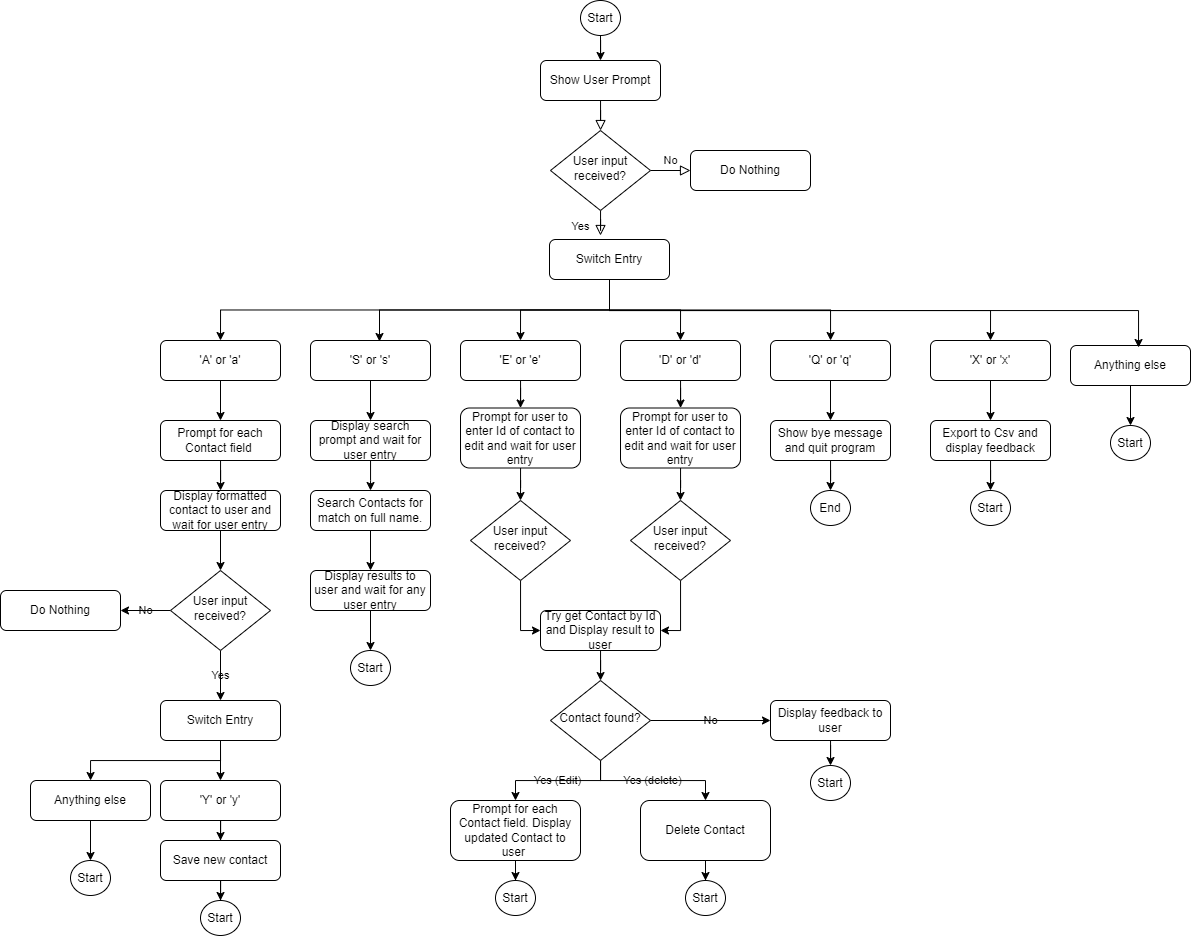 Start
Show User Prompt
User input
received?
No
Do Nothing
Yes
Switch Entry
'A' or 'a'
'S' or 's'
'E' or 'e'
'D' or 'd'
'Q' or 'q'
'X' or 'x'
Anything else
Prompt for each
Contact field
Display search
prompt and wait for
user entry
Prompt for user to
enter Id of contact to
edit and wait for user
entry
Prompt for user to
enter Id of contact to
edit and wait for user
entry
Show bye message
and quit program
Export to Csv and
display feedback
Start
Display formatted
contact to user and
wait for user entry
Search Contacts for
match on full name.
User input
received?
User input
received?
End
Start
Do Nothing
No
User input
received?
Display results to
user and wait for any
user entry
Try get Contact by Id
and Display result to
user
Yes
Start
Switch Entry
Contact found?
No
Display feedback to
user
Start
Anything else
'Y' or 'y'
Yes (Edit)
Yes (delete)
Prompt for each
Contact field. Display
updated Contact to
user
Delete Contact
Save new contact
Start
Start
Start
Start